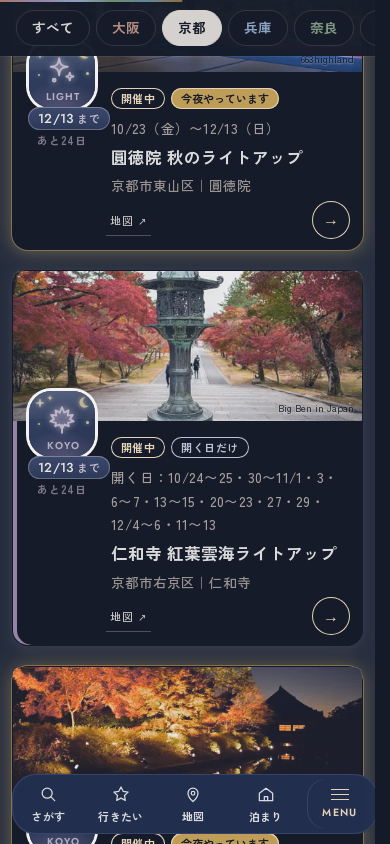 すべて
大阪
京都
兵庫
奈良
663highland
LIGHT
12/13 まで
あと24日
開催中
今夜やっています
10/23（金）〜12/13（日）
圓徳院 秋のライトアップ
京都市東山区｜圓徳院
地図 ↗
→
Big Ben in Japan
KOYO
12/13 まで
あと24日
開催中
開く日だけ
開く日：10/24〜25・30〜11/1・3・
6〜7・13〜15・20〜23・27・29・
12/4〜6・11〜13
仁和寺 紅葉雲海ライトアップ
京都市右京区｜仁和寺
地図 ↗
→
さがす
行きたい
地図
泊まり
MENU
KOYO
開催中
今夜やっています